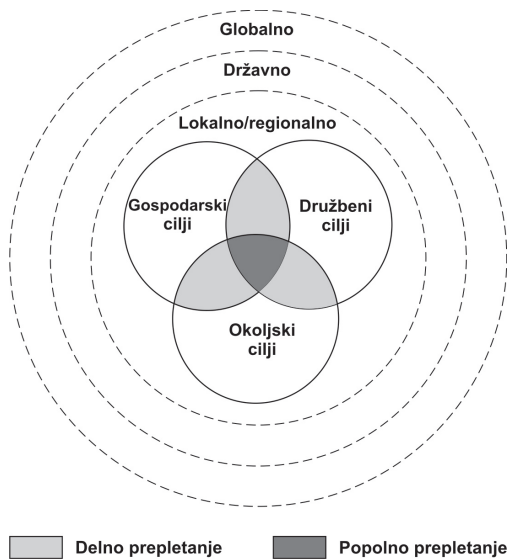 Globalno
Državno
Lokalno/regionalno
Gospodarski
cilji
Družbeni
cilji
Okoljski
cilji
Delno prepletanje
Popolno prepletanje